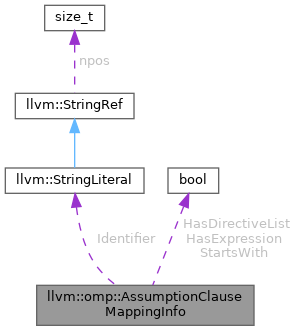 size_t
npos
llvm::StringRef
llvm::StringLiteral
bool
Identifier
HasDirectiveList
HasExpression
StartsWith
llvm::omp::AssumptionClause
MappingInfo